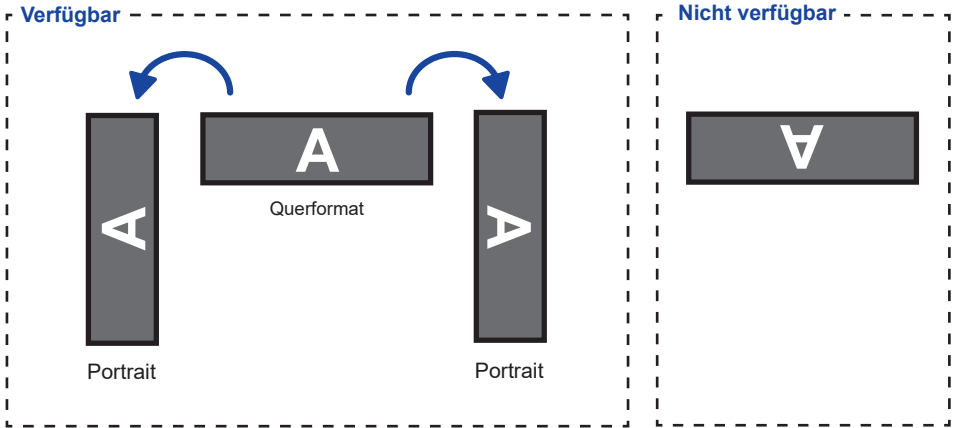 Verfügbar
Nicht verfügbar
A
Querformat
A
Portrait
A
Portrait
A